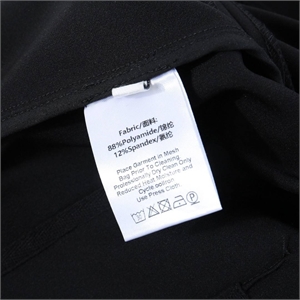 Fabric/面料:
88%Polyamide/锦纶
12%Spandex/氨纶
Place Garment in Mesh
Bag Prior To Cleaning
Professionally Dry Clean Only
Reduced Heat Moisture and
Cycle action
Use Press Cloth.